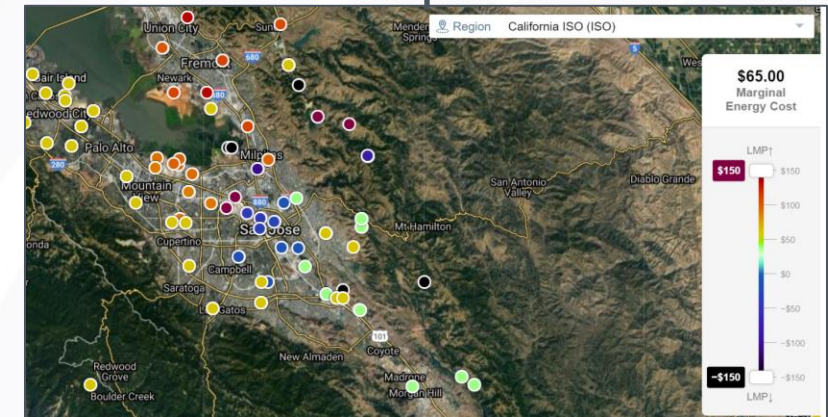 Region California ISO (ISO)
$65.00
Marginal
Energy Cost
LMP↑
$150
$150
$100
$50
$0
-$50
-$100
-$150
-$150
LMP↓
Union City
Fremont
Newark
680
880
5
Palo Alto
280
Milpitas
Mountain
View
880
San Jose
Cupertino
Campbell
Saratoga
Los Gatos
San Antonio
Valley
Diablo Grande
Mt Hamilton
101
New Almaden
Coyote
Redwood
Grove
Boulder Creek
Madrone
Morgan Hill